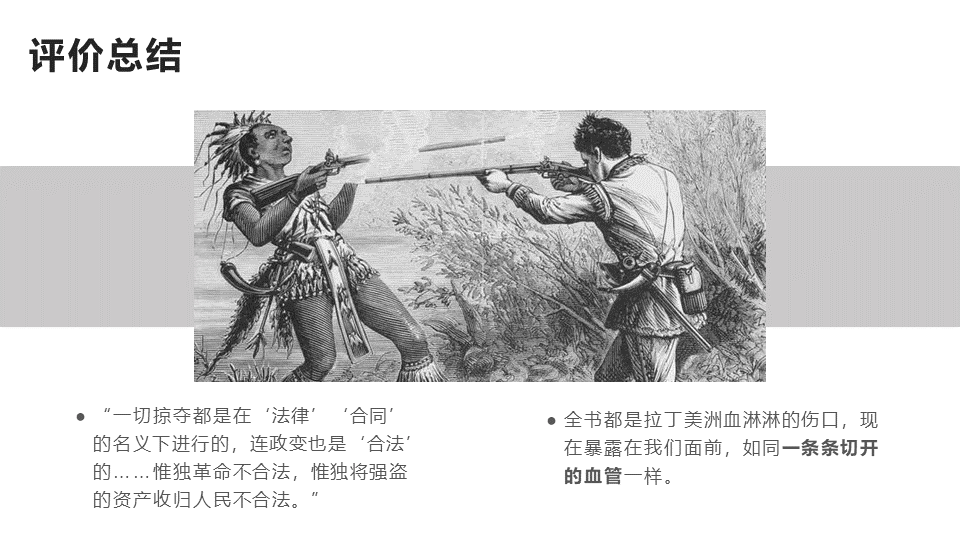 评价总结
● “一切掠夺都是在‘法律’‘合同’
的名义下进行的，连政变也是‘合法’
的……惟独革命不合法，惟独将强盗
的资产收归人民不合法。”
● 全书都是拉丁美洲血淋淋的伤口，现
在暴露在我们面前，如同一条条切开
的血管一样。